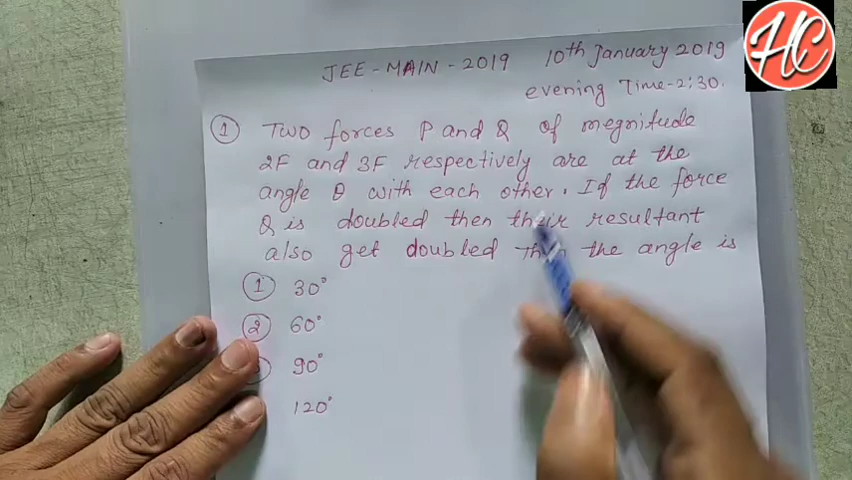 HC
JEE-MAIN-2019 10th January 2019
evening Time-2:30.
1 Two forces P and Q of megnitude
2F and 3F respectively are at the
angle θ with each other. If the force
Q is doubled then their resultant
also get doubled the angle is
1 30°
2 60°
90°
120°